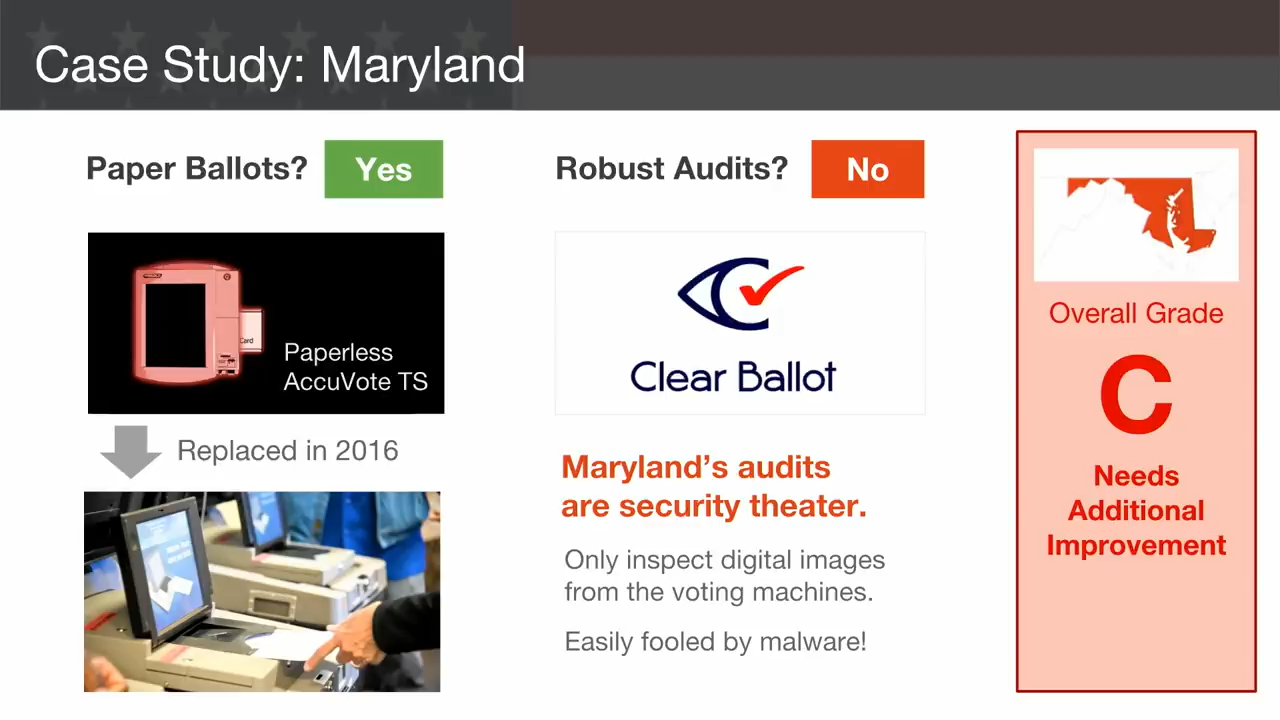 Case Study: Maryland
Paper Ballots?
Yes
Card
Paperless
AccuVote TS
Replaced in 2016
Robust Audits?
No
Clear Ballot
Maryland’s audits
are security theater.
Only inspect digital images
from the voting machines.
Easily fooled by malware!
Overall Grade
C
Needs
Additional
Improvement